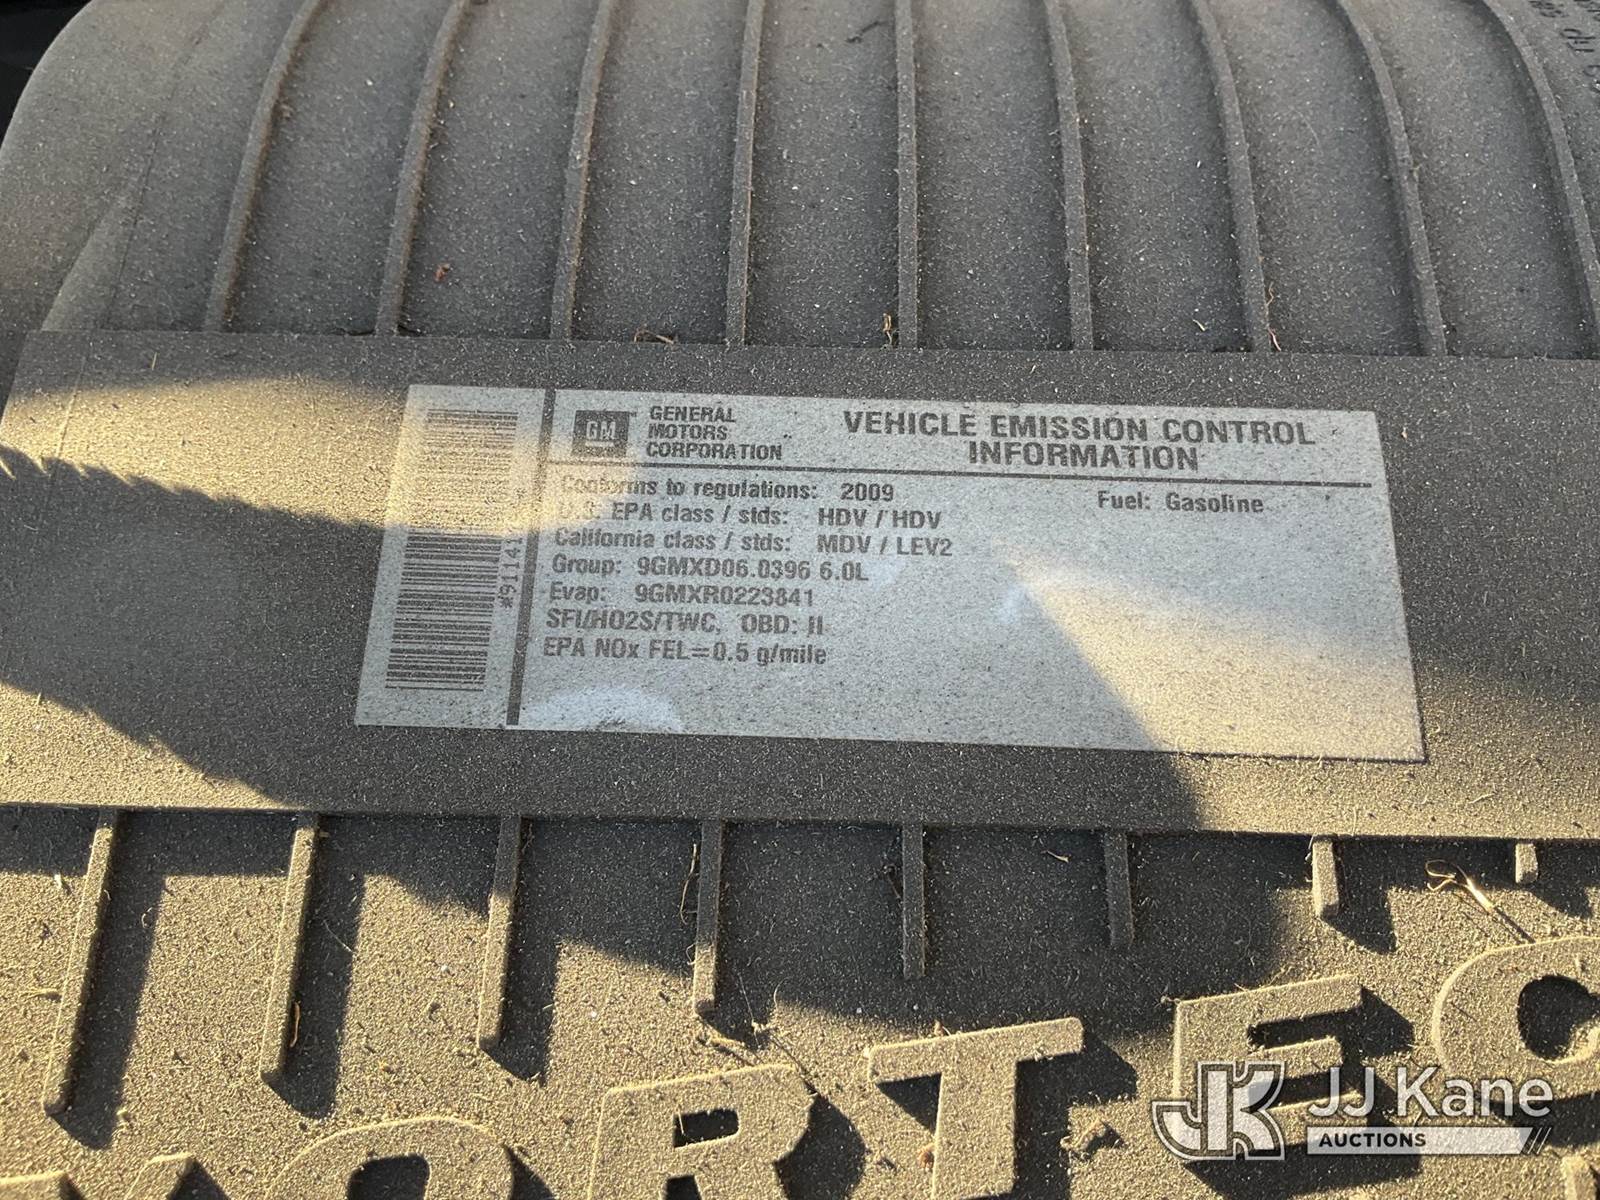 GM
GENERAL
MOTORS
CORPORATION
VEHICLE EMISSION CONTROL
INFORMATION
Conforms to regulations: 2009
Fuel: Gasoline
U.S. EPA class / stds: HDV / HDV
California class / stds: MDV / LEV2
Group: 9GMXD06.0396 6.0L
Evap: 9GMXR0223841
SFI/HO2S/TWC, OBD: II
EPA NOx FEL=0.5 g/mile
VORTEC
JK JJ Kane
AUCTIONS